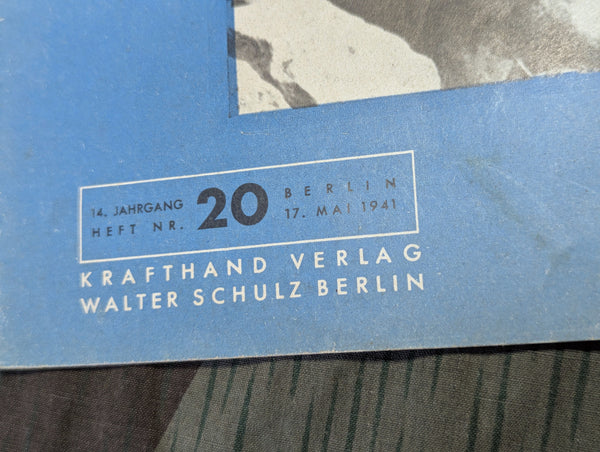 14. JAHRGANG
HEFT NR.
20
BERLIN
17. MAI 1941
KRAFTHAND VERLAG
WALTER SCHULZ BERLIN